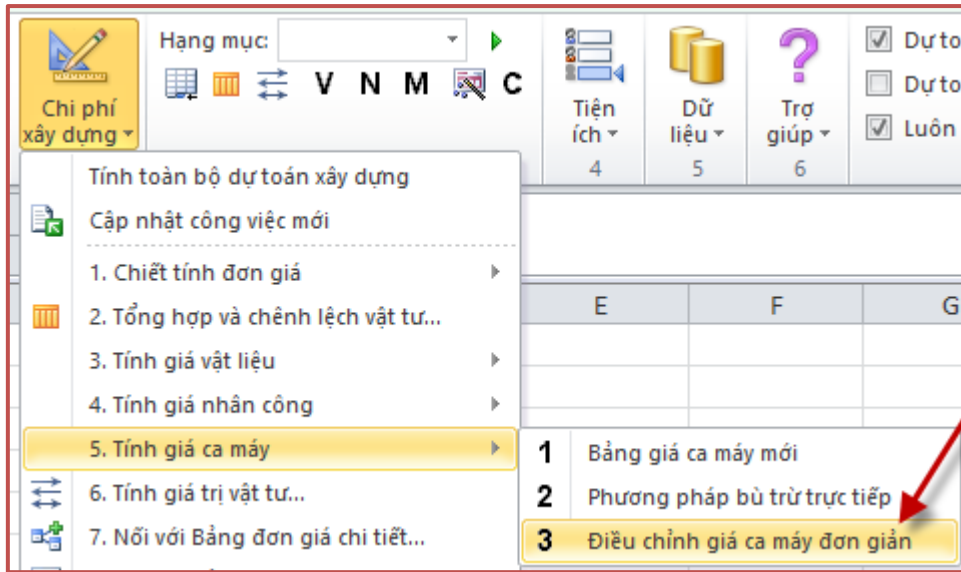 Hạng mục:
V N M C
Chi phí
xây dựng
Tiện
ích
4
Dữ
liệu
5
Trợ
giúp
6
Dự to
Dự to
Luôn
Tính toàn bộ dự toán xây dựng
Cập nhật công việc mới
1. Chiết tính đơn giá
2. Tổng hợp và chênh lệch vật tư...
3. Tính giá vật liệu
4. Tính giá nhân công
5. Tính giá ca máy
6. Tính giá trị vật tư...
7. Nối với Bảng đơn giá chi tiết...
E F G
1 Bảng giá ca máy mới
2 Phương pháp bù trừ trực tiếp
3 Điều chỉnh giá ca máy đơn giản